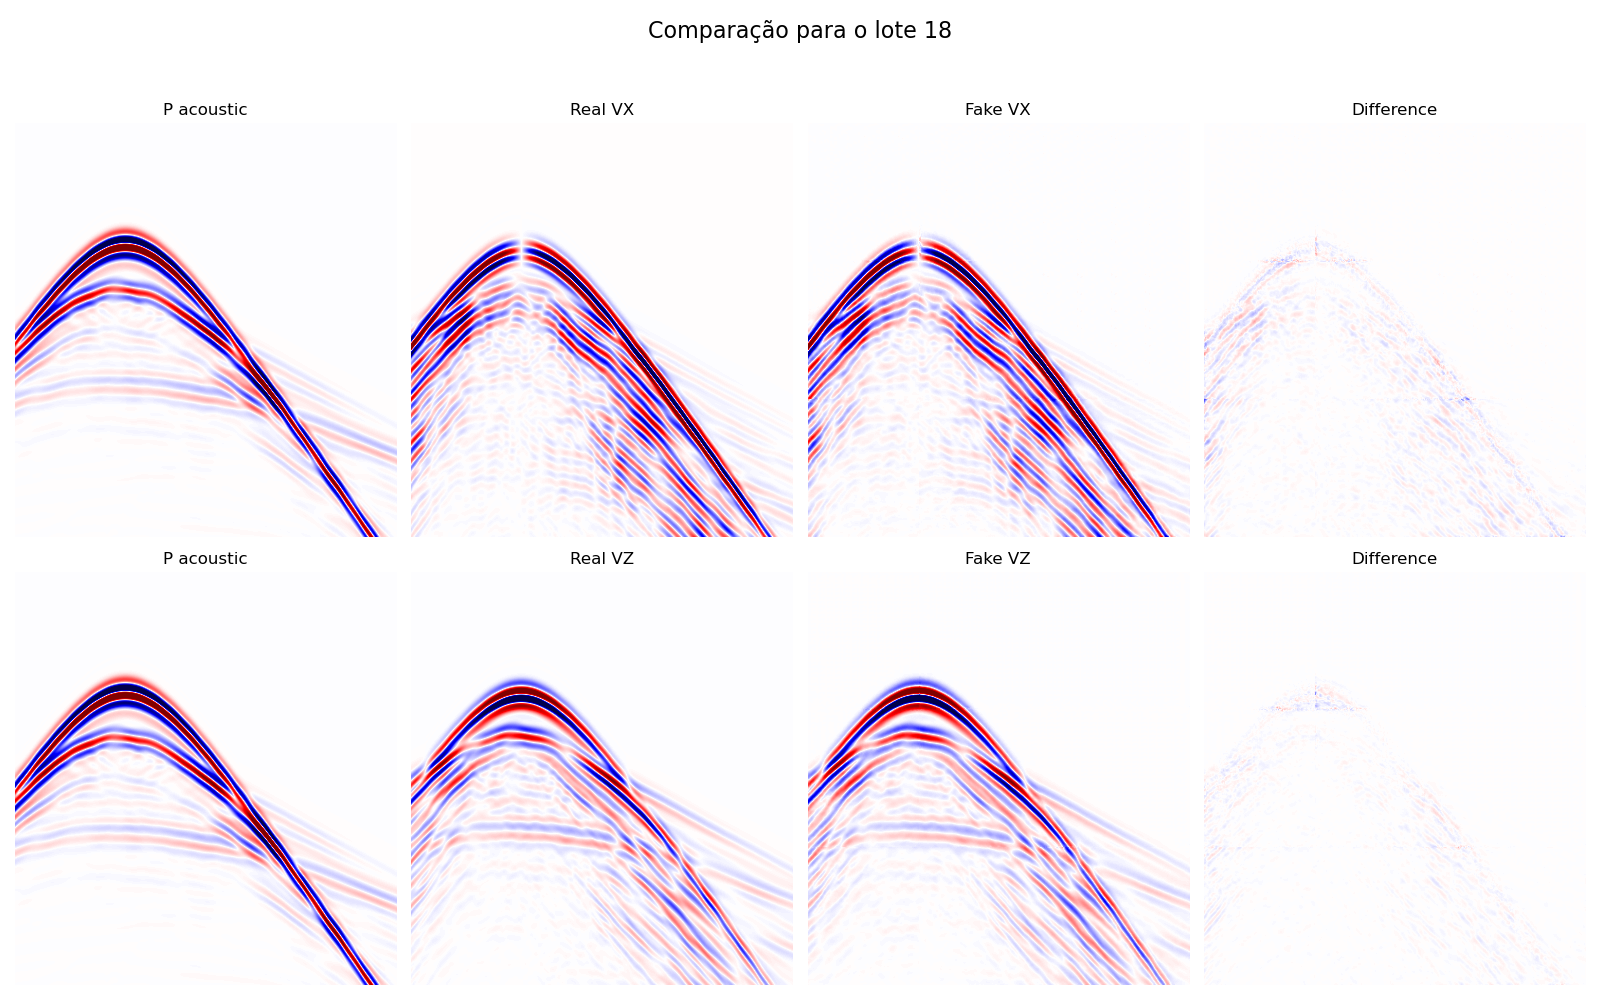 Comparação para o lote 18
P acoustic
Real VX
Fake VX
Difference
P acoustic
Real VZ
Fake VZ
Difference